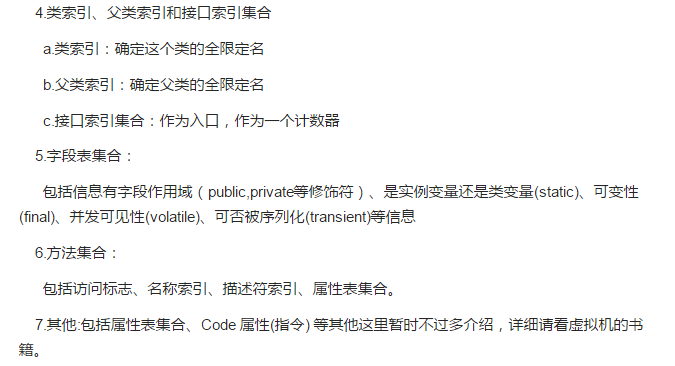 4.类索引、父类索引和接口索引集合
a.类索引：确定这个类的全限定名
b.父类索引：确定父类的全限定名
c.接口索引集合：作为入口，作为一个计数器
5.字段表集合：
包括信息有字段作用域（public,private等修饰符）、是实例变量还是类变量(static)、可变性
(final)、并发可见性(volatile)、可否被序列化(transient)等信息
6.方法集合：
包括访问标志、名称索引、描述符索引、属性表集合。
7.其他:包括属性表集合、Code 属性(指令) 等其他这里暂时不过多介绍，详细请看虚拟机的书
籍。